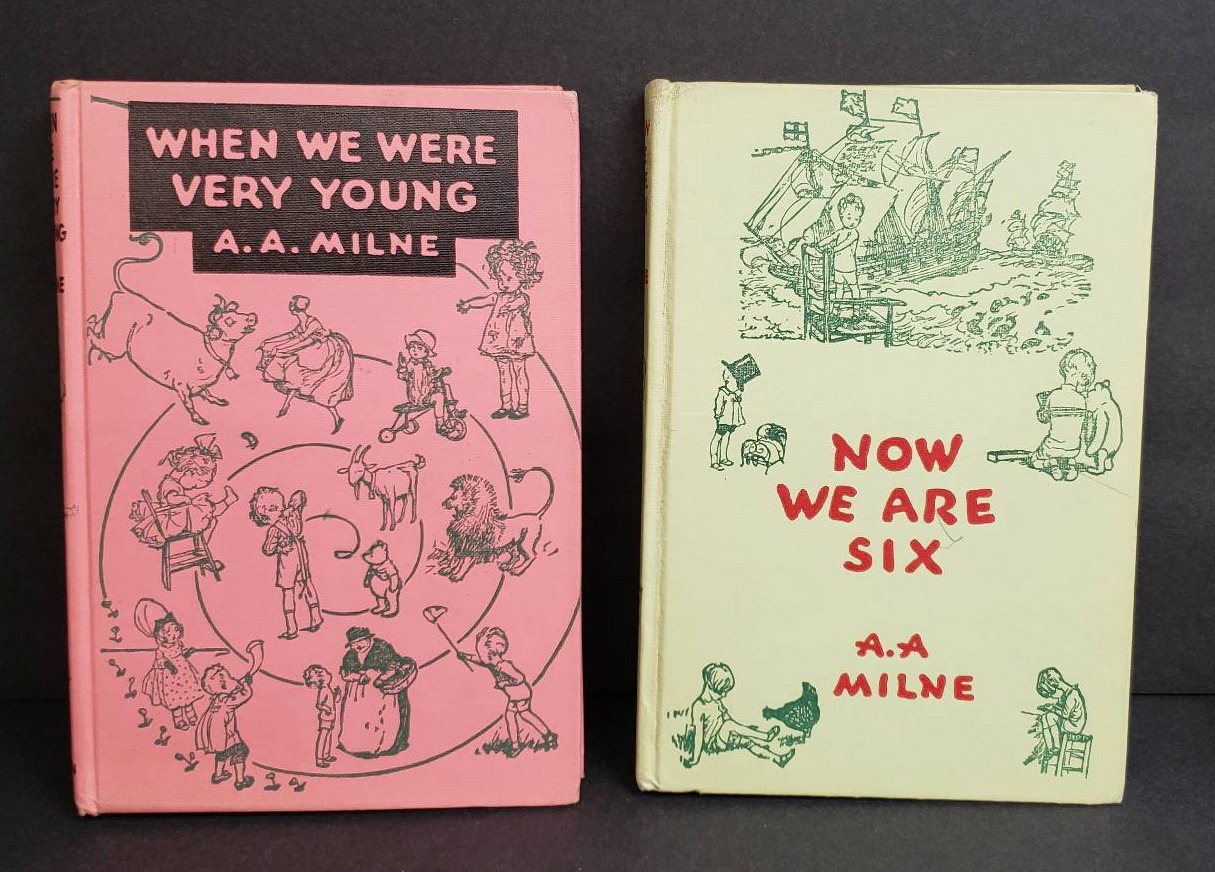 WHEN WE WERE
VERY YOUNG
A. A. MILNE
NOW
WE ARE
SIX
A.A
MILNE